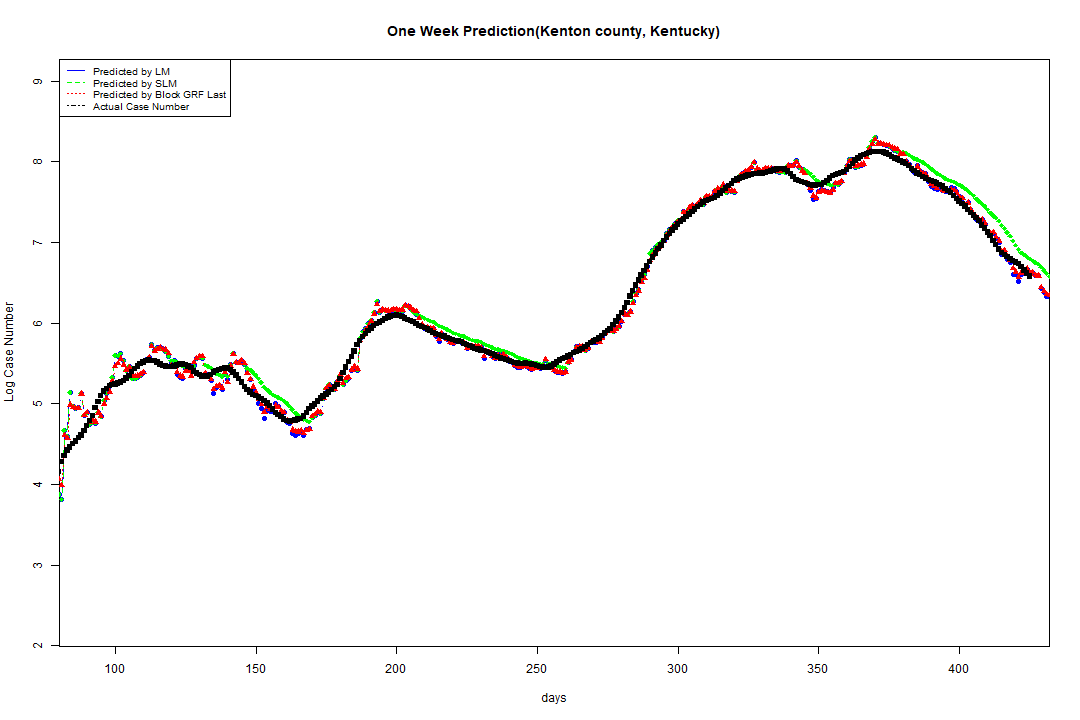 One Week Prediction(Kenton county, Kentucky)
Predicted by LM
Predicted by SLM
Predicted by Block GRF Last
Actual Case Number
9
8
7
6
5
4
3
2
Log Case Number
100 150 200 250 300 350 400
days